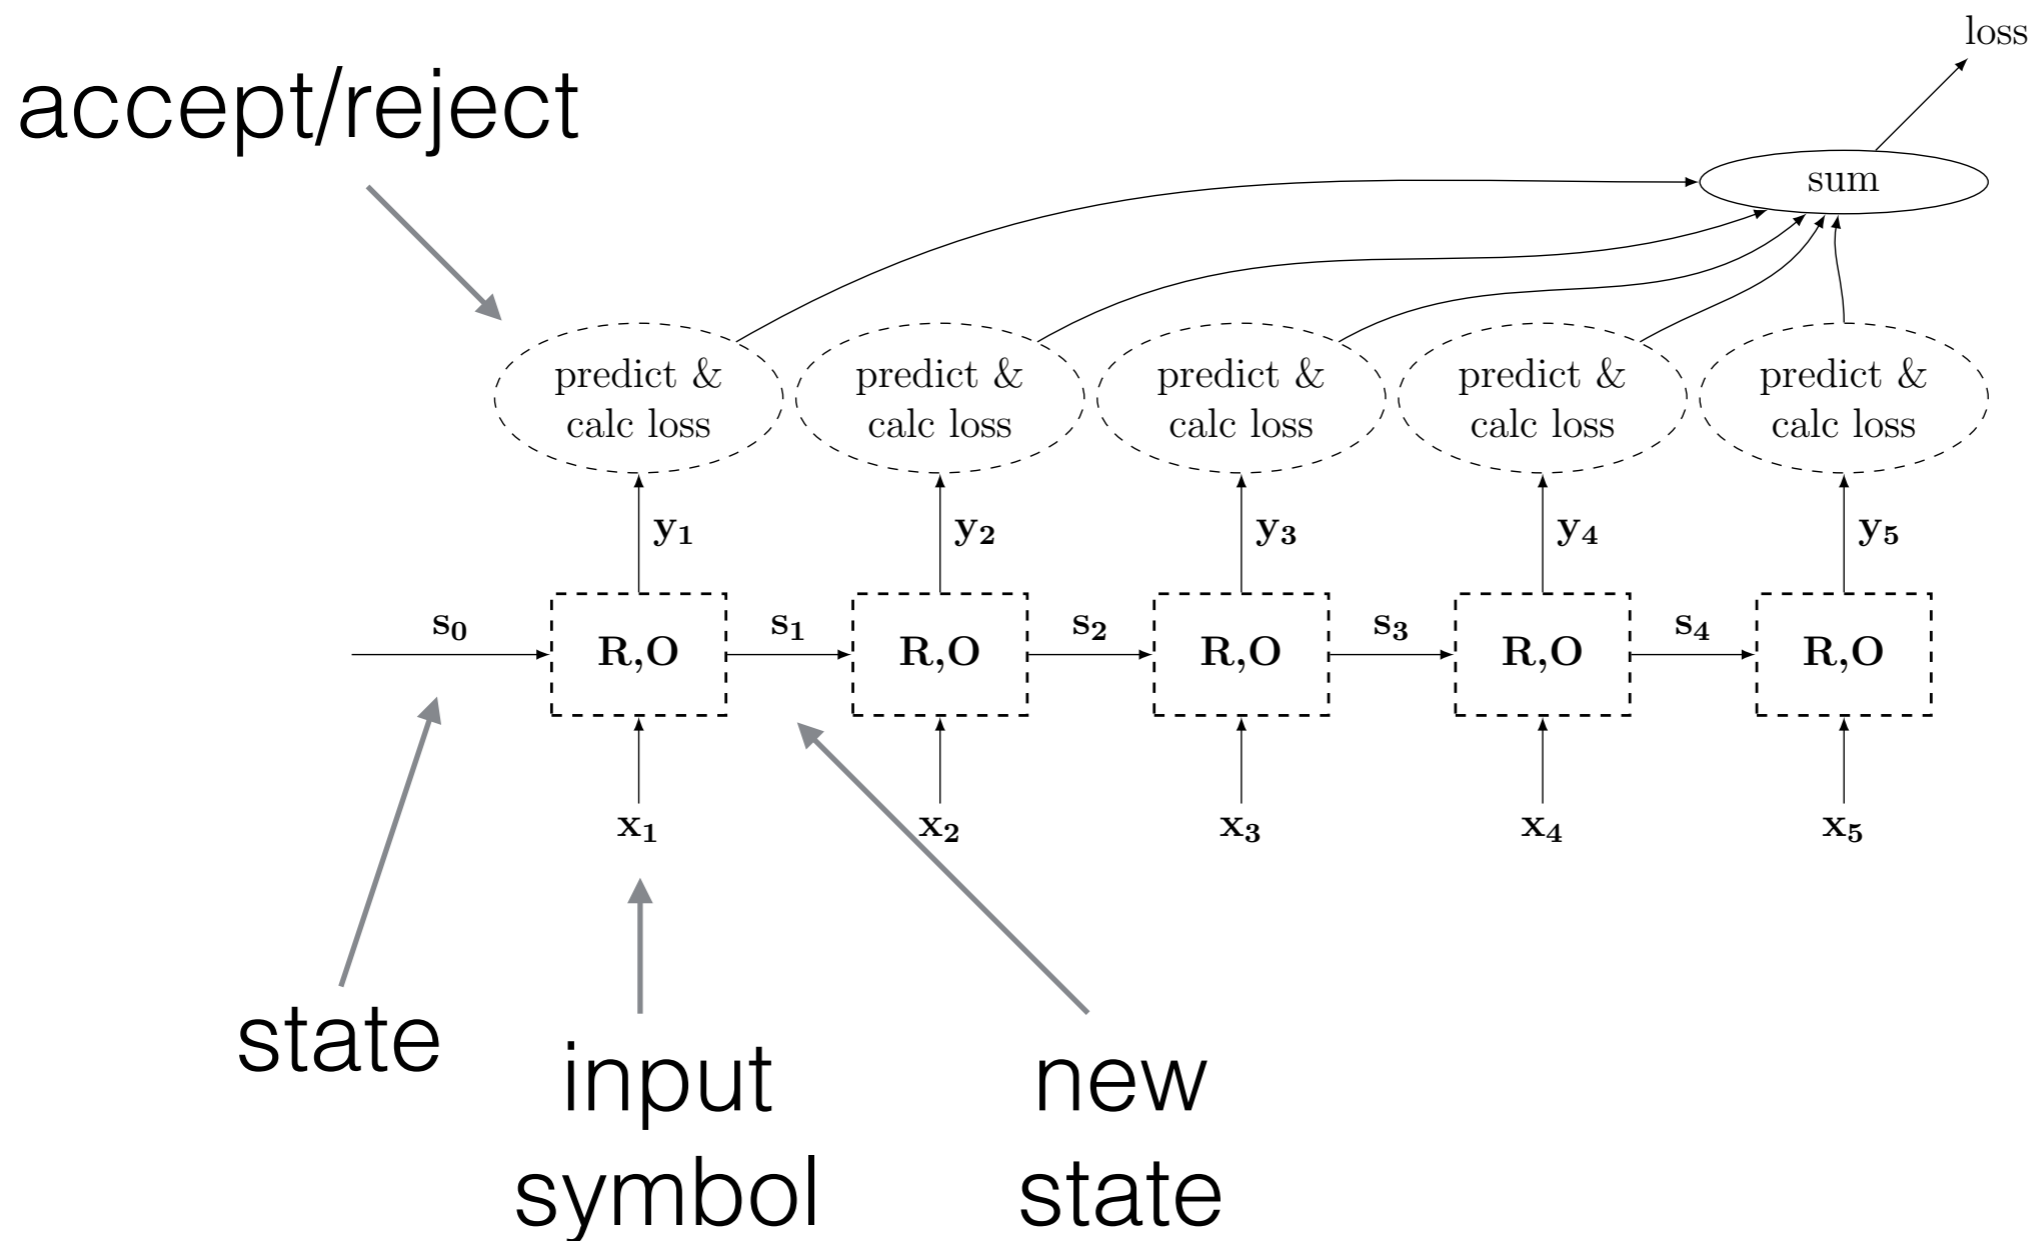 loss
accept/reject
sum
predict & predict & predict & predict & predict &
calc loss calc loss calc loss calc loss calc loss
y₁ y₂ y₃ y₄ y₅
s₀ s₁ s₂ s₃ s₄
R,O R,O R,O R,O R,O
x₁ x₂ x₃ x₄ x₅
state
input
symbol
new
state